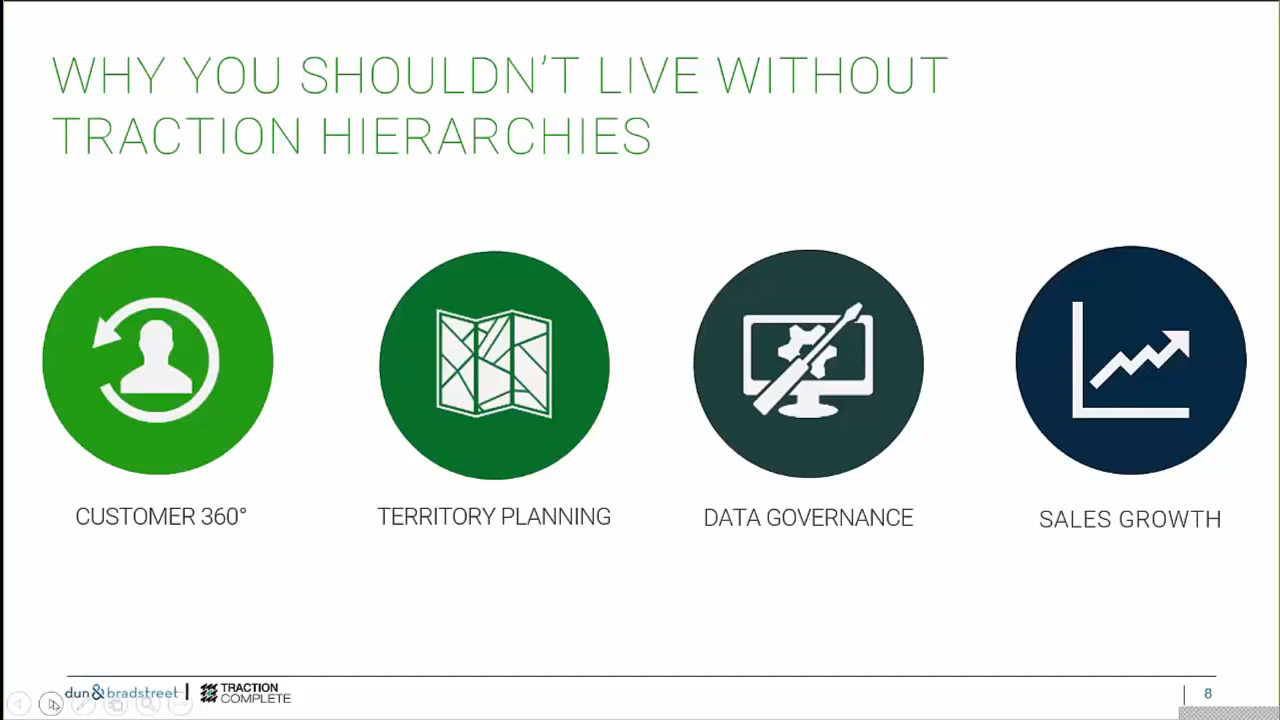 WHY YOU SHOULDN'T LIVE WITHOUT
TRACTION HIERARCHIES
CUSTOMER 360°
TERRITORY PLANNING
DATA GOVERNANCE
SALES GROWTH
dun&bradstreet
TRACTION
COMPLETE
8